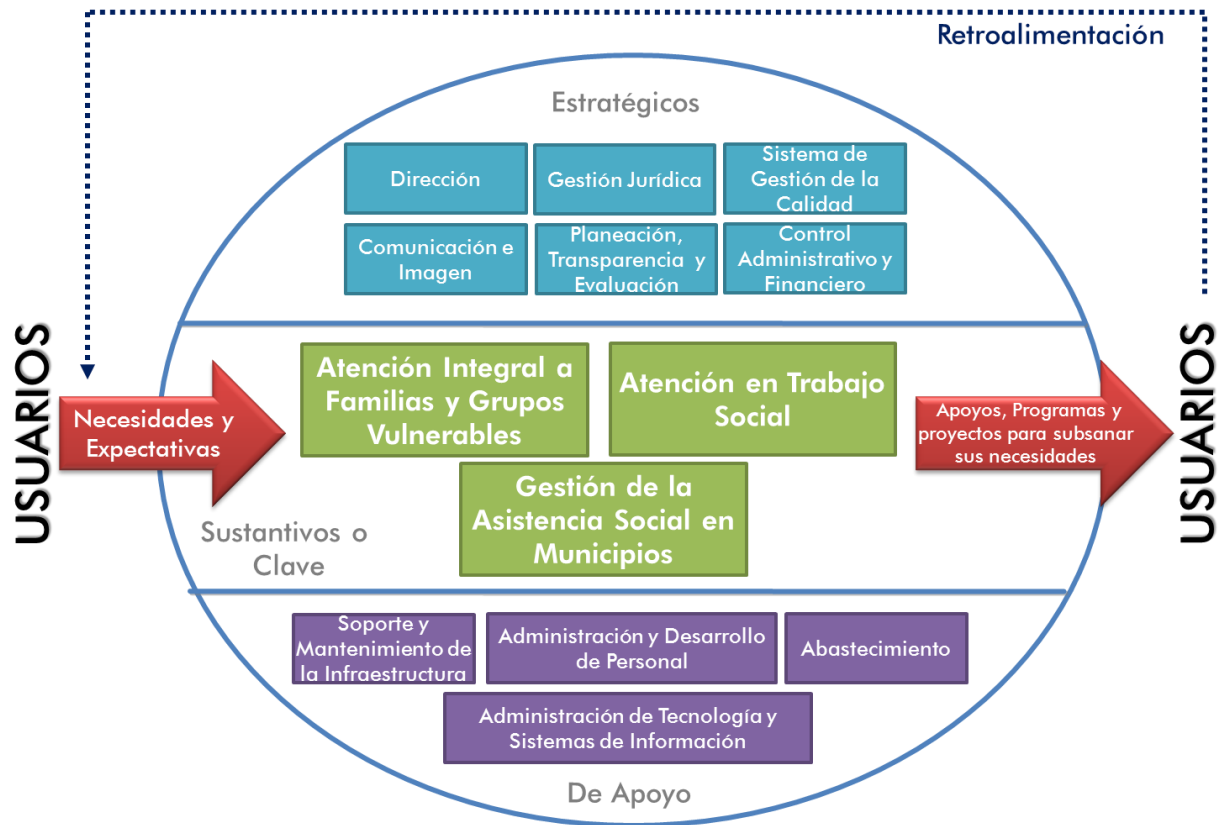 Retroalimentación
Estratégicos
Dirección
Gestión Jurídica
Sistema de
Gestión de la
Calidad
Comunicación e
Imagen
Planeación,
Transparencia y
Evaluación
Control
Administrativo y
Financiero
USUARIOS
Necesidades y
Expectativas
Atención Integral a
Familias y Grupos
Vulnerables
Atención en Trabajo
Social
Gestión de la
Asistencia Social en
Municipios
Apoyos, Programas y
proyectos para subsanar
sus necesidades
USUARIOS
Sustantivos o
Clave
Soporte y
Mantenimiento de
la Infraestructura
Administración y Desarrollo
de Personal
Abastecimiento
Administración de Tecnología y
Sistemas de Información
De Apoyo